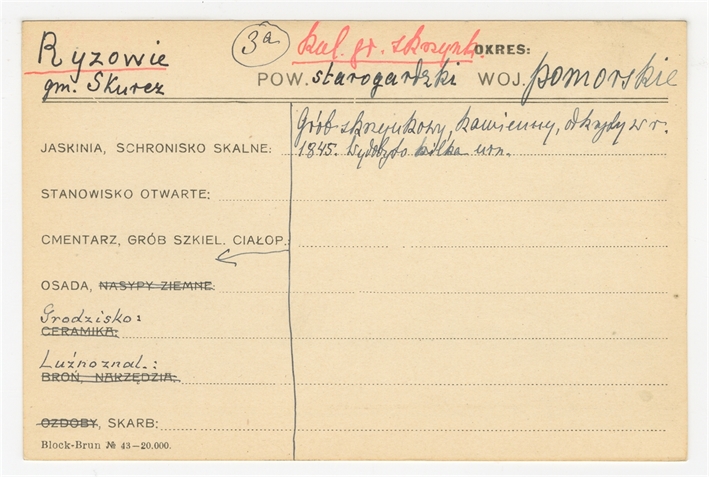 Ryzowie
gm. Skurcz
3a
kul. gr. skrzynk.
OKRES:
POW. starogardzki WOJ. pomorskie
Grób skrzynkowy, kamienny, odkryty w r.
1845. Wydobyto kilka urn.
JASKINIA, SCHRONISKO SKALNE:
STANOWISKO OTWARTE:
CMENTARZ, GRÓB SZKIEL. CIAŁOP.:
OSADA, NASYPY ZIEMNE:
Grodzisko:
CERAMIKA:
Luźnoznal.:
BROŃ, NARZĘDZIA:
OZDOBY, SKARB:
Block-Brun № 43—20.000.